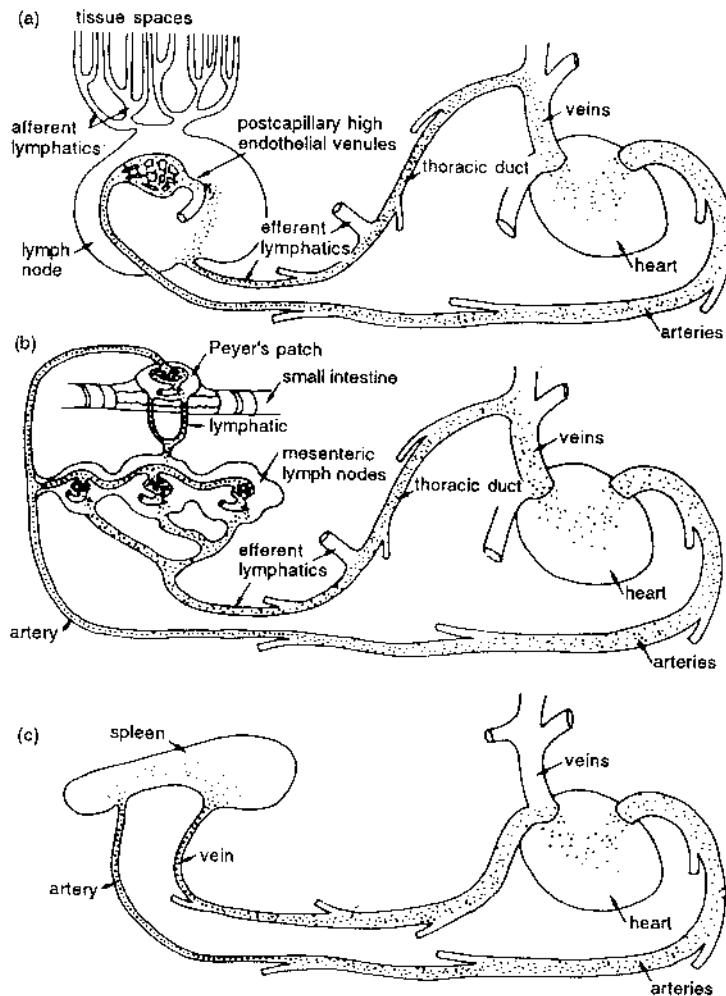 (a)
tissue spaces
afferent
lymphatics
postcapillary high
endothelial venules
veins
thoracic duct
efferent
lymphatics
lymph
node
heart
arteries
(b)
Peyer's patch
small intestine
lymphatic
veins
mesenteric
lymph nodes
thoracic duct
efferent
lymphatics
heart
artery
arteries
(c)
spleen
veins
vein
artery
heart
arteries